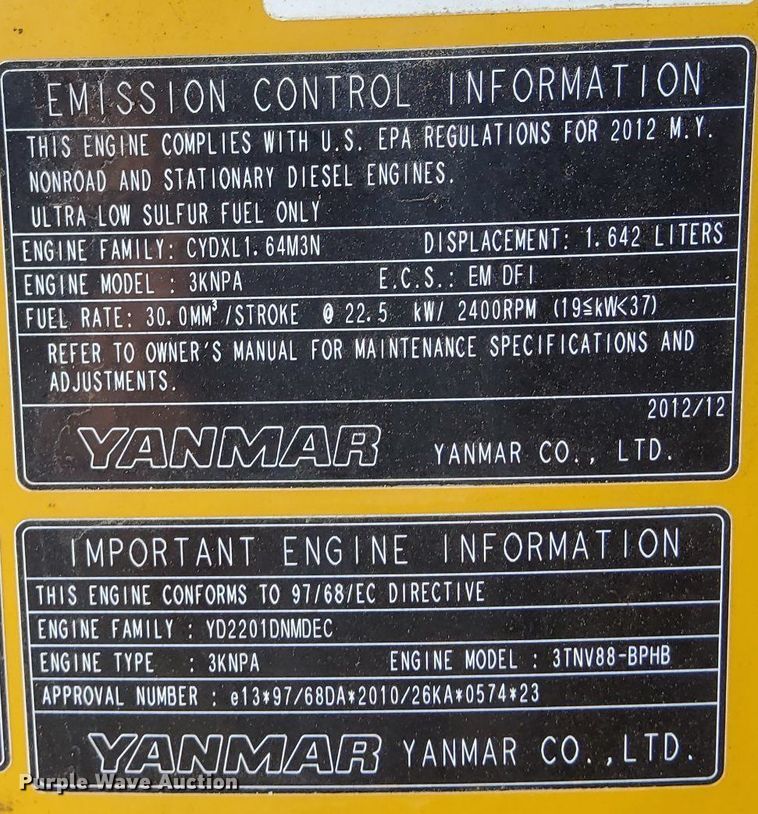 EMISSION CONTROL INFORMATION
THIS ENGINE COMPLIES WITH U.S. EPA REGULATIONS FOR 2012 M.Y.
NONROAD AND STATIONARY DIESEL ENGINES.
ULTRA LOW SULFUR FUEL ONLY
ENGINE FAMILY: CYDXL1.64M3N DISPLACEMENT: 1.642 LITERS
ENGINE MODEL : 3KNPA E.C.S.: EM DFI
FUEL RATE: 30.0MM³/STROKE @ 22.5 kW/ 2400RPM (19≦kW<37)
REFER TO OWNER'S MANUAL FOR MAINTENANCE SPECIFICATIONS AND
ADJUSTMENTS.
2012/12
YANMAR YANMAR CO., LTD.
IMPORTANT ENGINE INFORMATION
THIS ENGINE CONFORMS TO 97/68/EC DIRECTIVE
ENGINE FAMILY : YD2201DNMDEC
ENGINE TYPE : 3KNPA ENGINE MODEL : 3TNV88-BPHB
APPROVAL NUMBER : e13*97/68DA*2010/26KA*0574*23
YANMAR YANMAR CO., LTD.
Purple Wave Auction